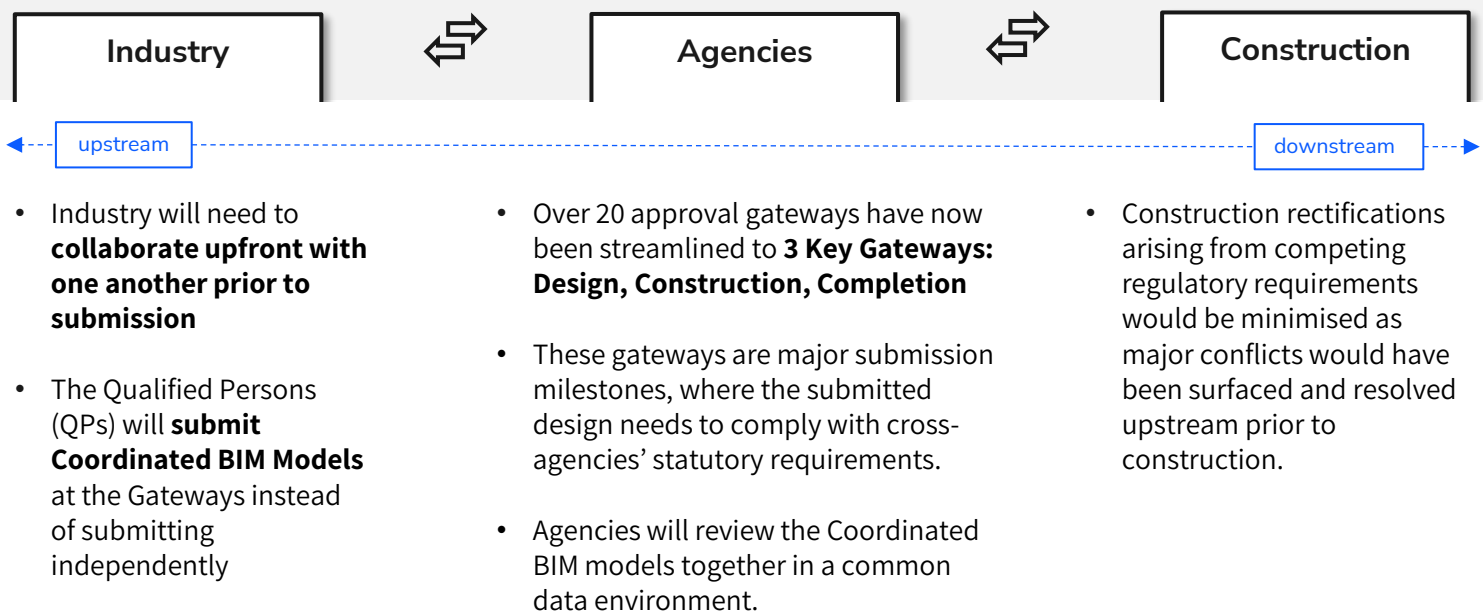 Industry
Agencies
Construction
upstream
downstream
• Industry will need to
collaborate upfront with
one another prior to
submission
• The Qualified Persons
(QPs) will submit
Coordinated BIM Models
at the Gateways instead
of submitting
independently
• Over 20 approval gateways have now
been streamlined to 3 Key Gateways:
Design, Construction, Completion
• These gateways are major submission
milestones, where the submitted
design needs to comply with cross-
agencies’ statutory requirements.
• Agencies will review the Coordinated
BIM models together in a common
data environment.
• Construction rectifications
arising from competing
regulatory requirements
would be minimised as
major conflicts would have
been surfaced and resolved
upstream prior to
construction.